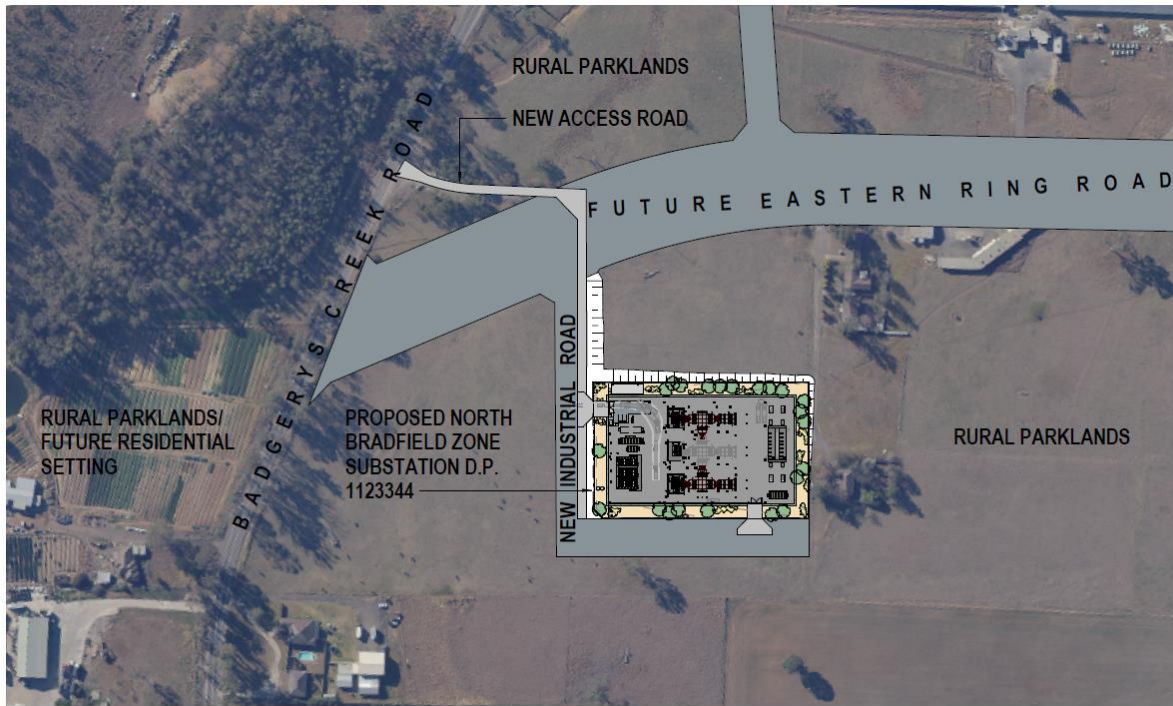 RURAL PARKLANDS
NEW ACCESS ROAD
BADGERYS CREEK ROAD
FUTURE EASTERN RING ROAD
RURAL PARKLANDS/
FUTURE RESIDENTIAL
SETTING
PROPOSED NORTH
BRADFIELD ZONE
SUBSTATION D.P.
1123344
NEW INDUSTRIAL ROAD
RURAL PARKLANDS